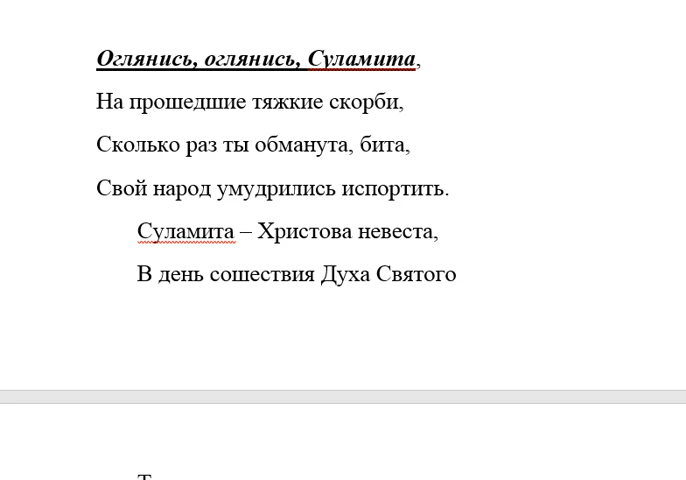 Оглянись, оглянись, Суламита,
На прошедшие тяжкие скорби,
Сколько раз ты обманута, бита,
Свой народ умудрились испортить.
Суламита – Христова невеста,
В день сошествия Духа Святого